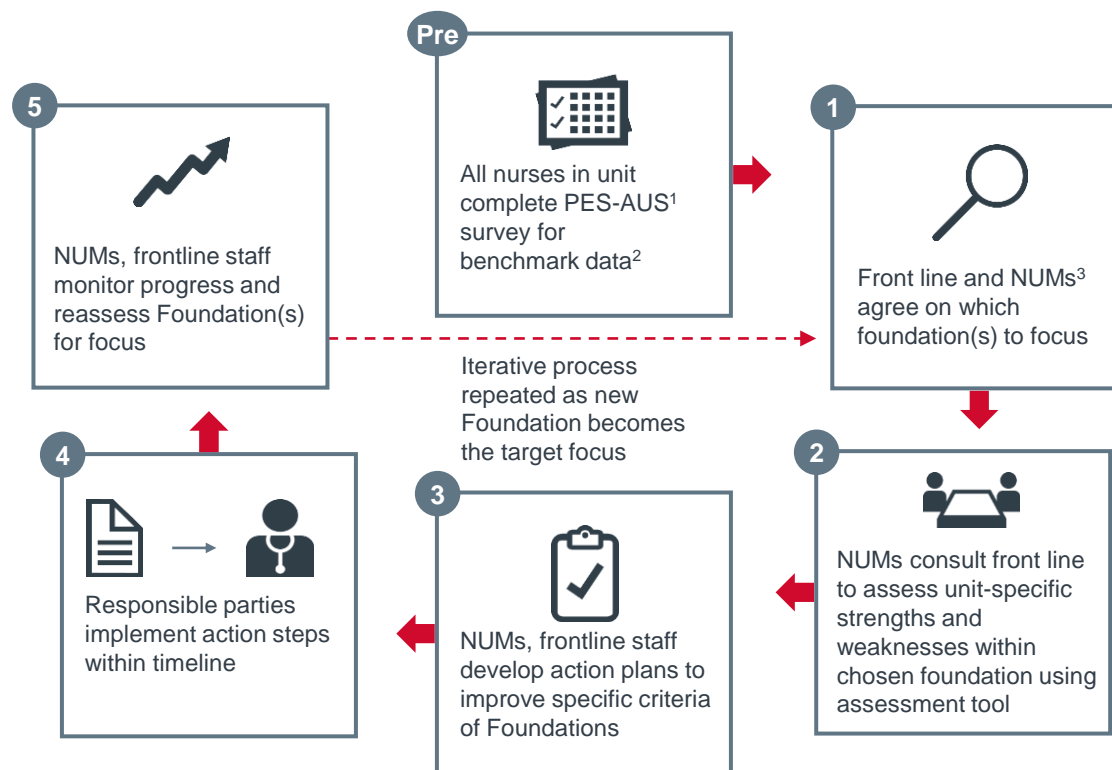 Pre
All nurses in unit
complete PES-AUS¹
survey for
benchmark data²
1
Front line and NUMs³
agree on which
foundation(s) to focus
2
NUMs consult front line
to assess unit-specific
strengths and
weaknesses within
chosen foundation using
assessment tool
3
NUMs, frontline staff
develop action plans to
improve specific criteria
of Foundations
4
Responsible parties
implement action steps
within timeline
5
NUMs, frontline staff
monitor progress and
reassess Foundation(s)
for focus
Iterative process
repeated as new
Foundation becomes
the target focus